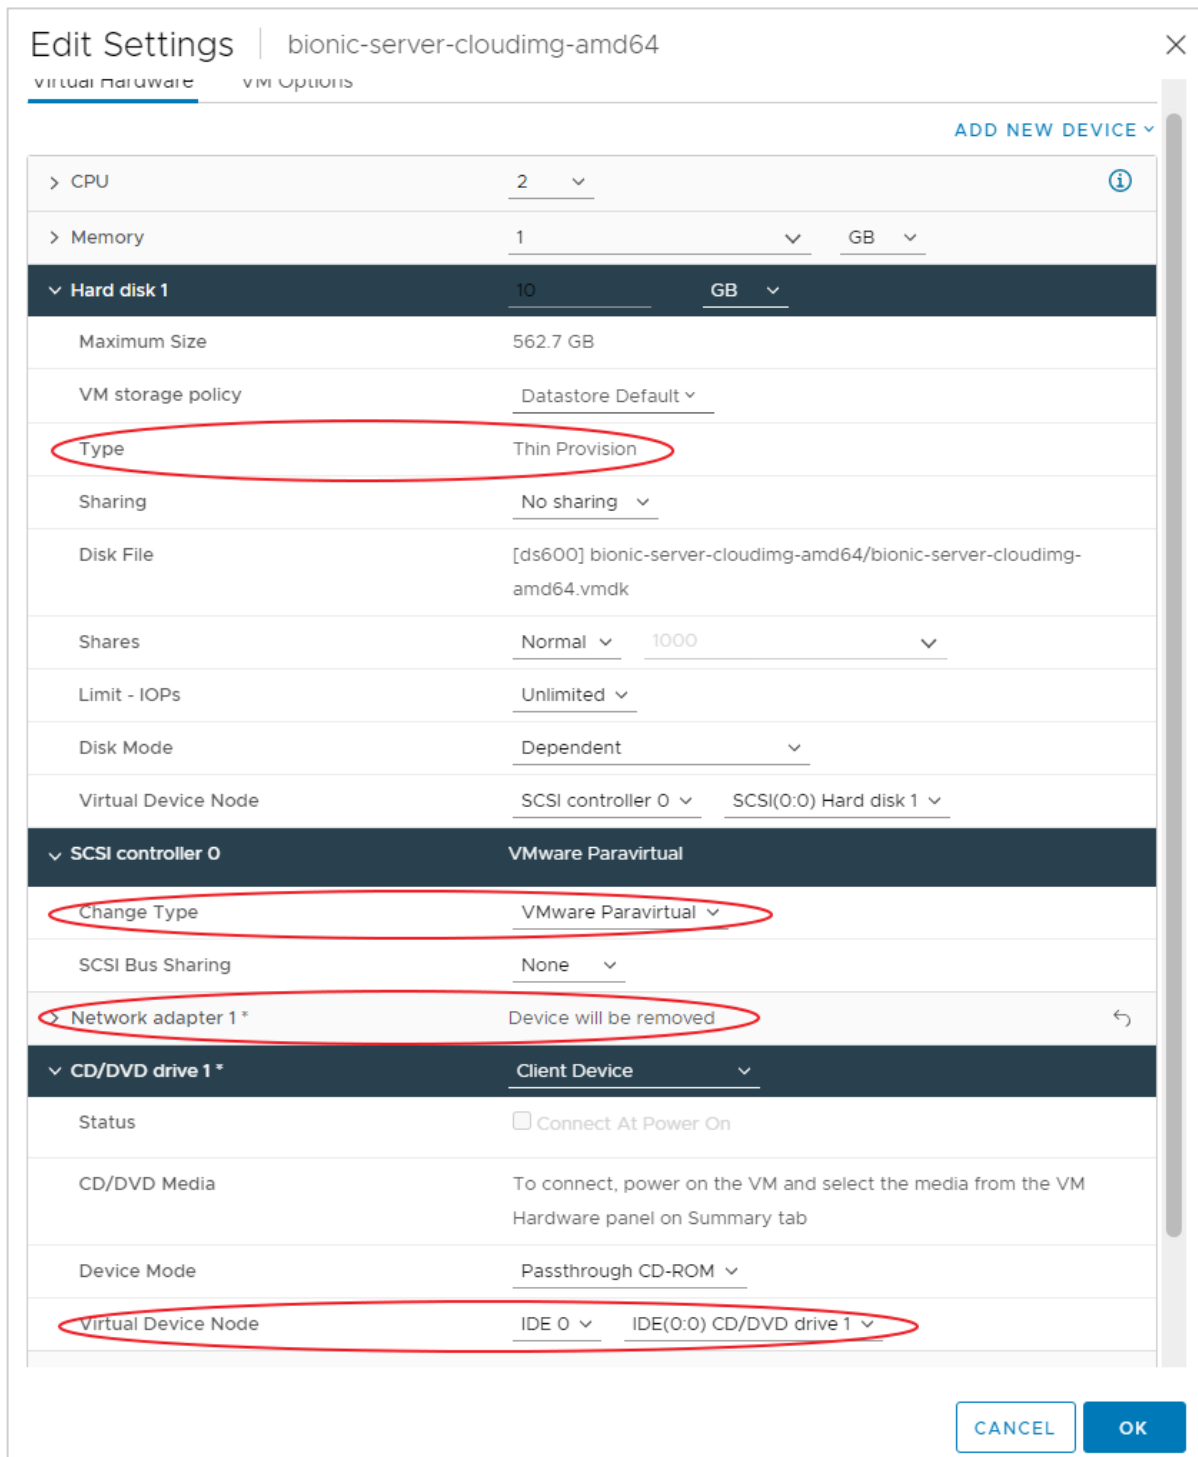 Edit Settings bionic-server-cloudimg-amd64
Virtual Hardware VM Options
ADD NEW DEVICE
CPU 2
Memory 1 GB
Hard disk 1 10 GB
Maximum Size 562.7 GB
VM storage policy Datastore Default
Type Thin Provision
Sharing No sharing
Disk File [ds600] bionic-server-cloudimg-amd64/bionic-server-cloudimg-
amd64.vmdk
Shares Normal 1000
Limit - IOPs Unlimited
Disk Mode Dependent
Virtual Device Node SCSI controller 0 SCSI(0:0) Hard disk 1
SCSI controller 0 VMware Paravirtual
Change Type VMware Paravirtual
SCSI Bus Sharing None
Network adapter 1 * Device will be removed
CD/DVD drive 1 * Client Device
Status Connect At Power On
CD/DVD Media To connect, power on the VM and select the media from the VM
Hardware panel on Summary tab
Device Mode Passthrough CD-ROM
Virtual Device Node IDE 0 IDE(0:0) CD/DVD drive 1
CANCEL OK